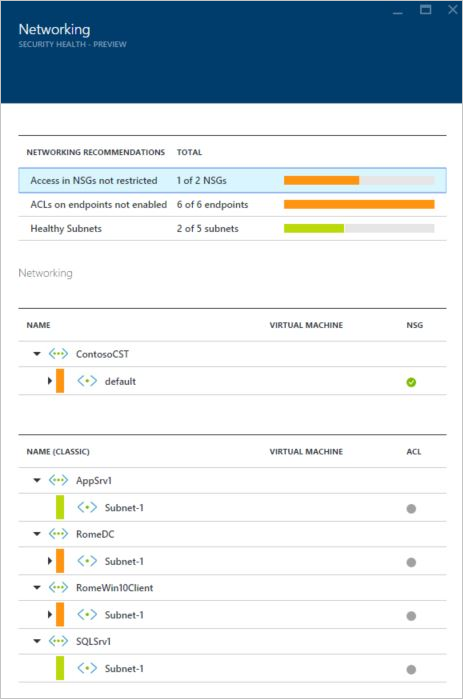 Networking
SECURITY HEALTH - PREVIEW
NETWORKING RECOMMENDATIONS TOTAL
Access in NSGs not restricted 1 of 2 NSGs
ACLs on endpoints not enabled 6 of 6 endpoints
Healthy Subnets 2 of 5 subnets
Networking
NAME VIRTUAL MACHINE NSG
ContosoCST
default
NAME (CLASSIC) VIRTUAL MACHINE ACL
AppSrv1
Subnet-1
RomeDC
Subnet-1
RomeWin10Client
Subnet-1
SQLSrv1
Subnet-1